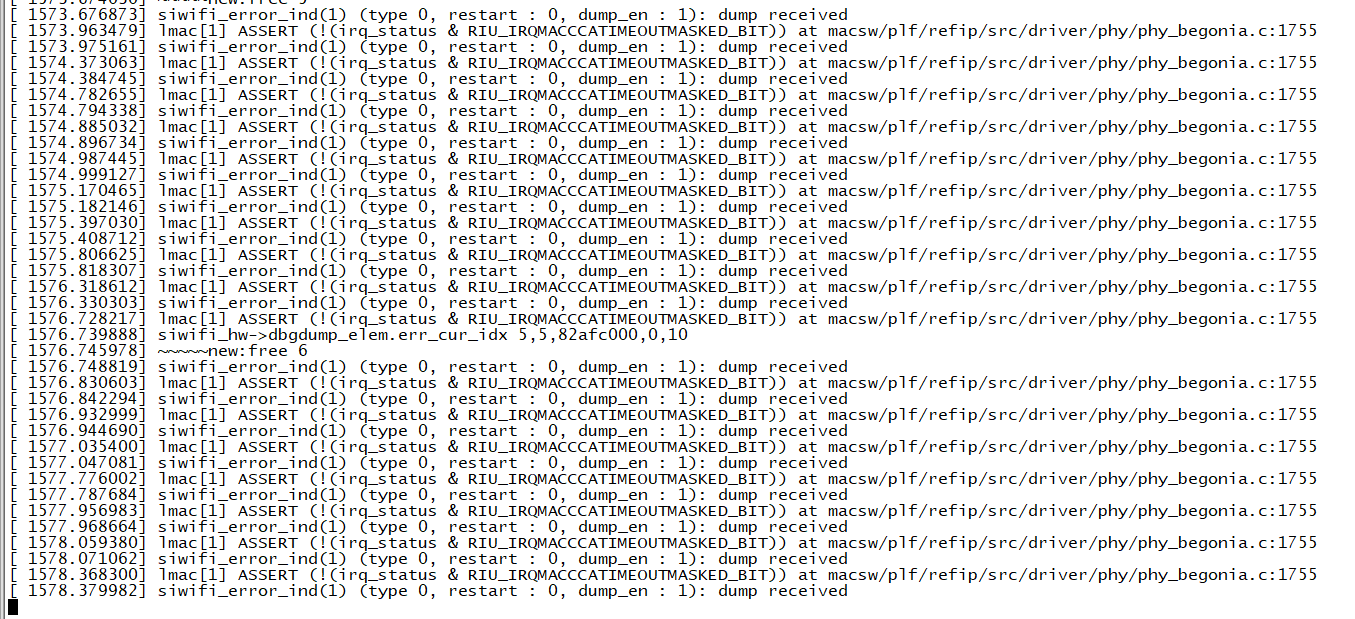 [ 1573.674030] ~~~~~new:free 5
[ 1573.676873] siwifi_error_ind(1) (type 0, restart : 0, dump_en : 1): dump received
[ 1573.963479] lmac[1] ASSERT (!(irq_status & RIU_IRQMACCCATIMEOUTMASKED_BIT)) at macsw/plf/refip/src/driver/phy/phy_begonia.c:1755
[ 1573.975161] siwifi_error_ind(1) (type 0, restart : 0, dump_en : 1): dump received
[ 1574.373063] lmac[1] ASSERT (!(irq_status & RIU_IRQMACCCATIMEOUTMASKED_BIT)) at macsw/plf/refip/src/driver/phy/phy_begonia.c:1755
[ 1574.384745] siwifi_error_ind(1) (type 0, restart : 0, dump_en : 1): dump received
[ 1574.782655] lmac[1] ASSERT (!(irq_status & RIU_IRQMACCCATIMEOUTMASKED_BIT)) at macsw/plf/refip/src/driver/phy/phy_begonia.c:1755
[ 1574.794338] siwifi_error_ind(1) (type 0, restart : 0, dump_en : 1): dump received
[ 1574.885032] lmac[1] ASSERT (!(irq_status & RIU_IRQMACCCATIMEOUTMASKED_BIT)) at macsw/plf/refip/src/driver/phy/phy_begonia.c:1755
[ 1574.896734] siwifi_error_ind(1) (type 0, restart : 0, dump_en : 1): dump received
[ 1574.987445] lmac[1] ASSERT (!(irq_status & RIU_IRQMACCCATIMEOUTMASKED_BIT)) at macsw/plf/refip/src/driver/phy/phy_begonia.c:1755
[ 1574.999127] siwifi_error_ind(1) (type 0, restart : 0, dump_en : 1): dump received
[ 1575.170465] lmac[1] ASSERT (!(irq_status & RIU_IRQMACCCATIMEOUTMASKED_BIT)) at macsw/plf/refip/src/driver/phy/phy_begonia.c:1755
[ 1575.182146] siwifi_error_ind(1) (type 0, restart : 0, dump_en : 1): dump received
[ 1575.397030] lmac[1] ASSERT (!(irq_status & RIU_IRQMACCCATIMEOUTMASKED_BIT)) at macsw/plf/refip/src/driver/phy/phy_begonia.c:1755
[ 1575.408712] siwifi_error_ind(1) (type 0, restart : 0, dump_en : 1): dump received
[ 1575.806625] lmac[1] ASSERT (!(irq_status & RIU_IRQMACCCATIMEOUTMASKED_BIT)) at macsw/plf/refip/src/driver/phy/phy_begonia.c:1755
[ 1575.818307] siwifi_error_ind(1) (type 0, restart : 0, dump_en : 1): dump received
[ 1576.318612] lmac[1] ASSERT (!(irq_status & RIU_IRQMACCCATIMEOUTMASKED_BIT)) at macsw/plf/refip/src/driver/phy/phy_begonia.c:1755
[ 1576.330303] siwifi_error_ind(1) (type 0, restart : 0, dump_en : 1): dump received
[ 1576.728217] lmac[1] ASSERT (!(irq_status & RIU_IRQMACCCATIMEOUTMASKED_BIT)) at macsw/plf/refip/src/driver/phy/phy_begonia.c:1755
[ 1576.739888] siwifi_hw->dbgdump_elem.err_cur_idx 5,5,82afc000,0,10
[ 1576.745978] ~~~~~new:free 6
[ 1576.748819] siwifi_error_ind(1) (type 0, restart : 0, dump_en : 1): dump received
[ 1576.830603] lmac[1] ASSERT (!(irq_status & RIU_IRQMACCCATIMEOUTMASKED_BIT)) at macsw/plf/refip/src/driver/phy/phy_begonia.c:1755
[ 1576.842294] siwifi_error_ind(1) (type 0, restart : 0, dump_en : 1): dump received
[ 1576.932999] lmac[1] ASSERT (!(irq_status & RIU_IRQMACCCATIMEOUTMASKED_BIT)) at macsw/plf/refip/src/driver/phy/phy_begonia.c:1755
[ 1576.944690] siwifi_error_ind(1) (type 0, restart : 0, dump_en : 1): dump received
[ 1577.035400] lmac[1] ASSERT (!(irq_status & RIU_IRQMACCCATIMEOUTMASKED_BIT)) at macsw/plf/refip/src/driver/phy/phy_begonia.c:1755
[ 1577.047081] siwifi_error_ind(1) (type 0, restart : 0, dump_en : 1): dump received
[ 1577.776002] lmac[1] ASSERT (!(irq_status & RIU_IRQMACCCATIMEOUTMASKED_BIT)) at macsw/plf/refip/src/driver/phy/phy_begonia.c:1755
[ 1577.787684] siwifi_error_ind(1) (type 0, restart : 0, dump_en : 1): dump received
[ 1577.956983] lmac[1] ASSERT (!(irq_status & RIU_IRQMACCCATIMEOUTMASKED_BIT)) at macsw/plf/refip/src/driver/phy/phy_begonia.c:1755
[ 1577.968664] siwifi_error_ind(1) (type 0, restart : 0, dump_en : 1): dump received
[ 1578.059380] lmac[1] ASSERT (!(irq_status & RIU_IRQMACCCATIMEOUTMASKED_BIT)) at macsw/plf/refip/src/driver/phy/phy_begonia.c:1755
[ 1578.071062] siwifi_error_ind(1) (type 0, restart : 0, dump_en : 1): dump received
[ 1578.368300] lmac[1] ASSERT (!(irq_status & RIU_IRQMACCCATIMEOUTMASKED_BIT)) at macsw/plf/refip/src/driver/phy/phy_begonia.c:1755
[ 1578.379982] siwifi_error_ind(1) (type 0, restart : 0, dump_en : 1): dump received